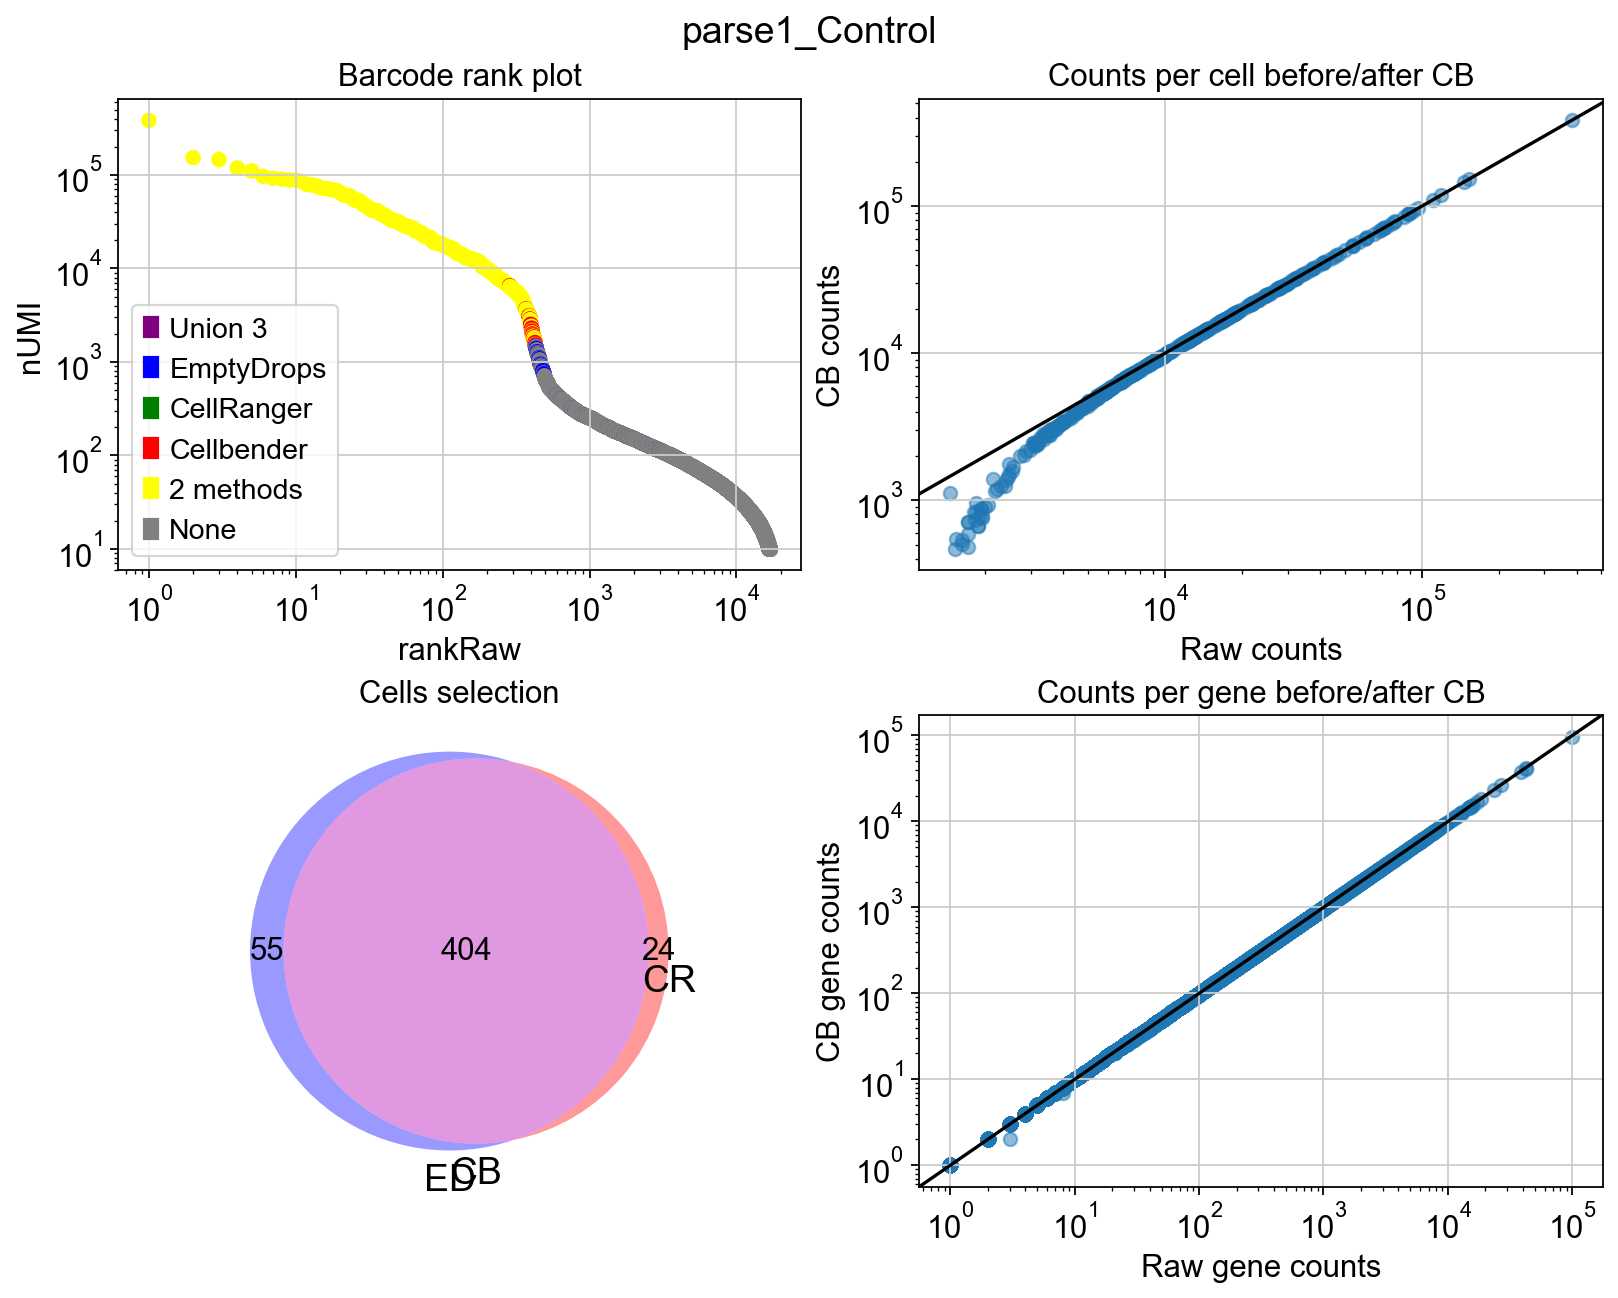 parse1_Control
Barcode rank plot
nUMI
10^5
10^4
10^3
10^2
10^1
Union 3
EmptyDrops
CellRanger
Cellbender
2 methods
None
10^0 10^1 10^2 10^3 10^4
rankRaw
Counts per cell before/after CB
CB counts
10^5
10^4
10^3
10^4 10^5
Raw counts
Cells selection
55 404 24
CR
ED CB
Counts per gene before/after CB
CB gene counts
10^5
10^4
10^3
10^2
10^1
10^0
10^0 10^1 10^2 10^3 10^4 10^5
Raw gene counts